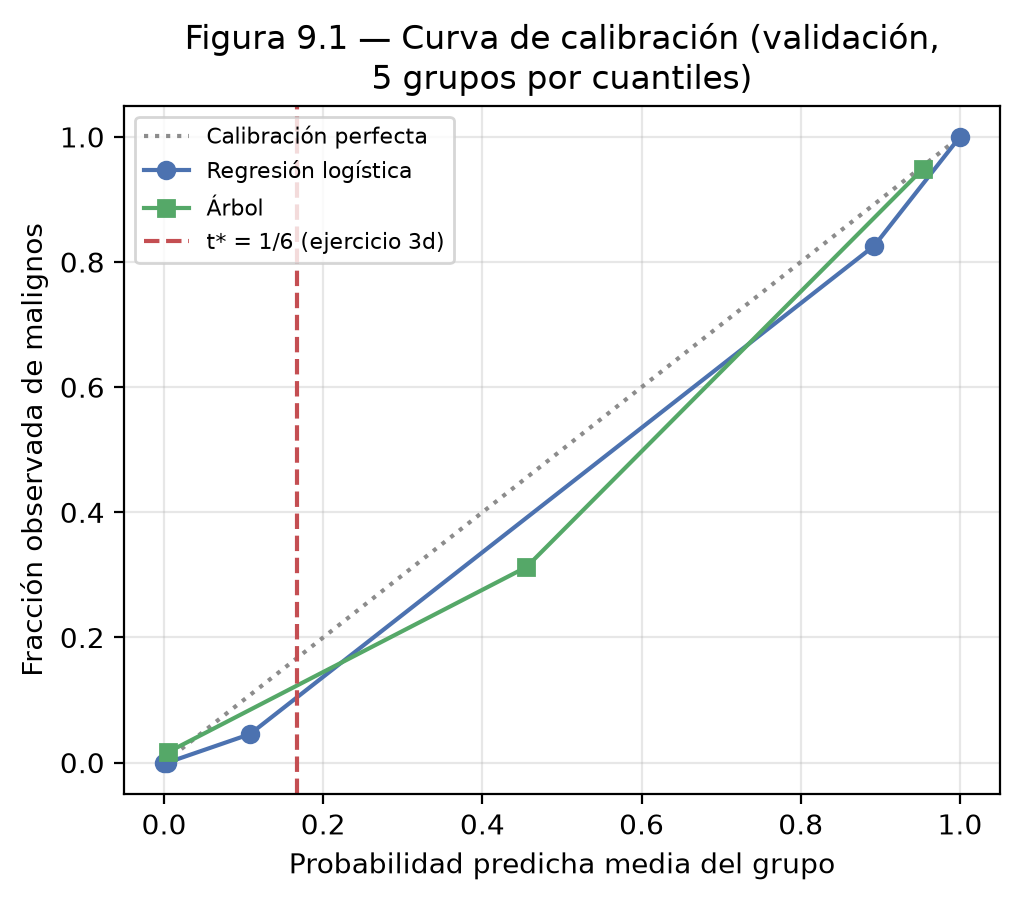 Figura 9.1 — Curva de calibración (validación,
5 grupos por cuantiles)
Calibración perfecta
Regresión logística
Árbol
t* = 1/6 (ejercicio 3d)
Fracción observada de malignos
1.0
0.8
0.6
0.4
0.2
0.0
0.0 0.2 0.4 0.6 0.8 1.0
Probabilidad predicha media del grupo